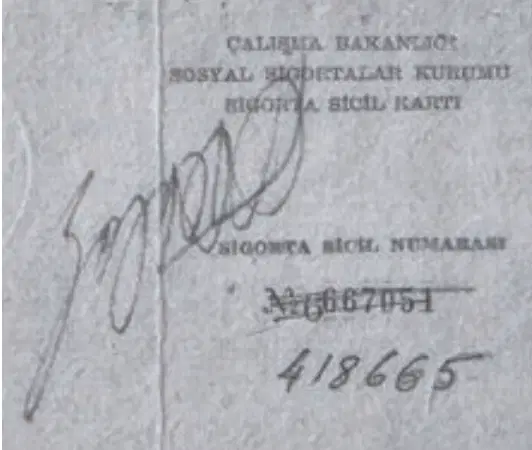 ÇALIŞMA BAKANLIĞI
SOSYAL SİGORTALAR KURUMU
SİGORTA SİCİL KARTI
SİGORTA SİCİL NUMARASI
№ 6667051
418665